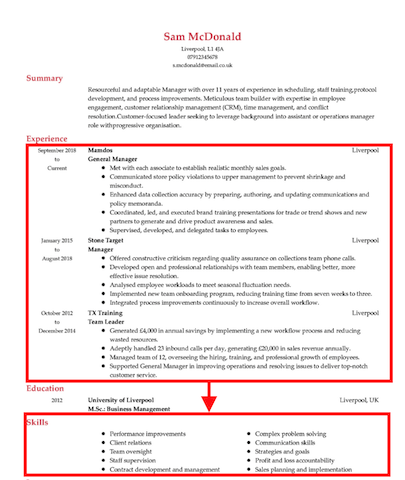 Sam McDonald
Liverpool, L1 4JA
07912345678
s.mcdonald@email.co.uk
Summary
Resourceful and adaptable Manager with over 11 years of experience in scheduling, staff training,protocol
development, and process improvements. Meticulous team builder with expertise in employee
engagement, customer relationship management (CRM), time management, and conflict
resolution.Customer-focused leader seeking to leverage background into assistant or operations manager
role withprogressive organisation.
Experience
September 2018 Mamdos Liverpool
to General Manager
Current • Met with each associate to establish realistic monthly sales goals.
• Communicated store policy violations to upper management to prevent shrinkage and
misconduct.
• Enhanced data collection accuracy by preparing, authoring, and updating communications and
policy memoranda.
• Coordinated, led, and executed brand training presentations for trade or trend shows and new
partners to generate and drive product awareness and sales.
• Supervised, developed, and delegated tasks to employees.
January 2015 Stone Target Liverpool
to Manager
August 2018 • Offered constructive criticism regarding quality assurance on collections team phone calls.
• Developed open and professional relationships with team members, enabling better, more
effective issue resolution.
• Analysed employee workloads to meet seasonal fluctuation needs.
• Implemented new team onboarding program, reducing training time from seven weeks to three.
• Integrated process improvements continuously to increase overall workflow.
October 2012 TX Training Liverpool
to Team Leader
December 2014 • Generated £4,000 in annual savings by implementing a new workflow process and reducing
wasted resources.
• Adeptly handled 23 inbound calls per day, generating £20,000 in sales revenue annually.
• Managed team of 12, overseeing the hiring, training, and professional growth of employees.
• Supported General Manager in improving operations and resolving issues to deliver top-notch
customer service.
Education
2012 University of Liverpool Liverpool, UK
M.Sc.: Business Management
Skills
• Performance improvements
• Client relations
• Team oversight
• Staff supervision
• Contract development and management
• Complex problem solving
• Communication skills
• Strategies and goals
• Profit and loss accountability
• Sales planning and implementation